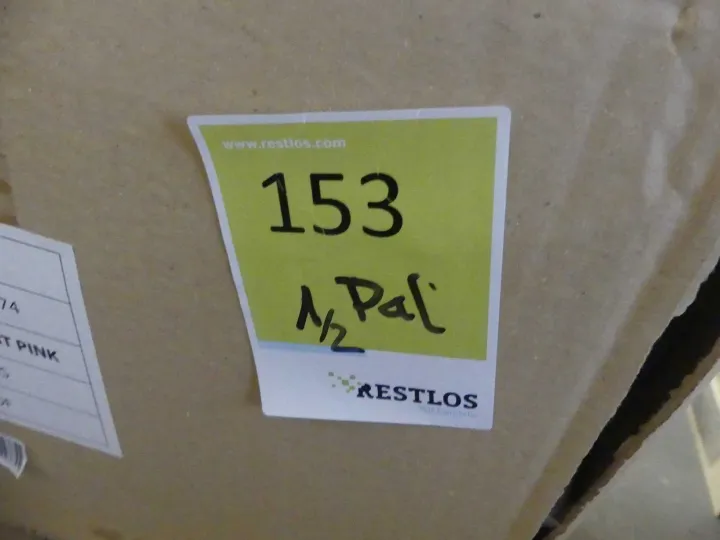 www.restlos.com
153
1/2 Pal
RESTLOS
74
T PINK